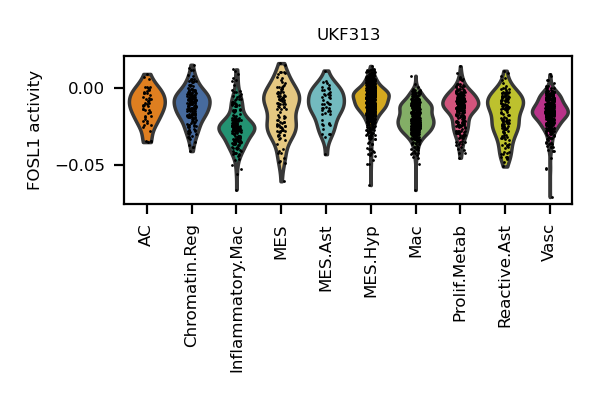 UKF313
FOSL1 activity
0.00
−0.05
AC
Chromatin.Reg
Inflammatory.Mac
MES
MES.Ast
MES.Hyp
Mac
Prolif.Metab
Reactive.Ast
Vasc